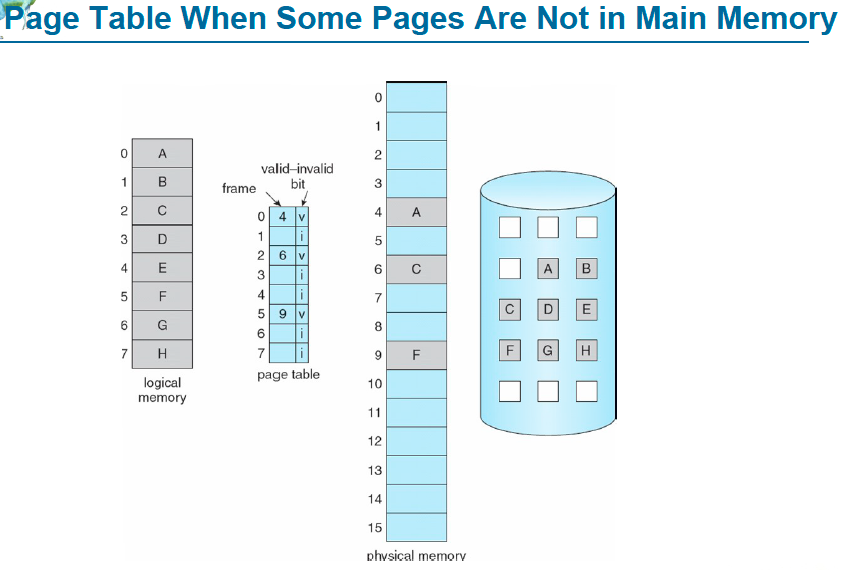 Page Table When Some Pages Are Not in Main Memory
0 A
1 B
2 C
3 D
4 E
5 F
6 G
7 H
logical
memory
valid–invalid
bit
frame
0 4 v
1 i
2 6 v
3 i
4 i
5 9 v
6 i
7 i
page table
0
1
2
3
4 A
5
6 C
7
8
9 F
10
11
12
13
14
15
physical memory
A B
C D E
F G H